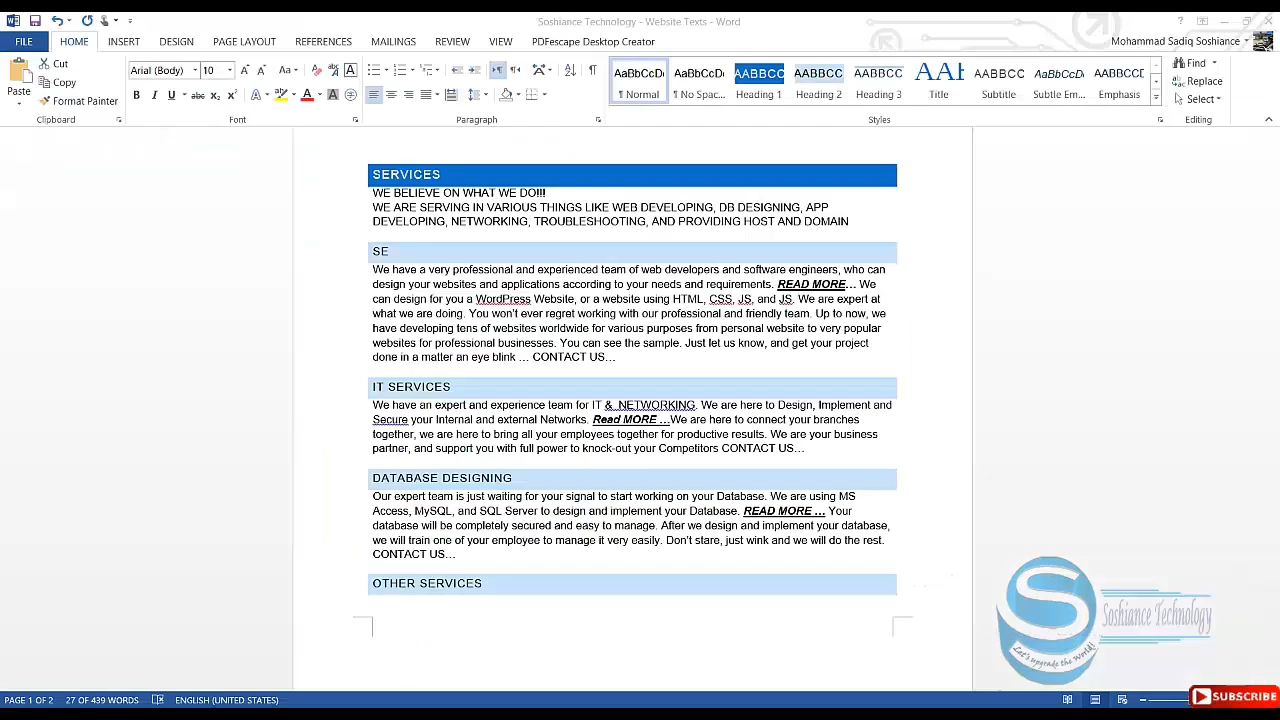 Soshiance Technology - Website Texts - Word
FILE HOME INSERT DESIGN PAGE LAYOUT REFERENCES MAILINGS REVIEW VIEW PDFescape Desktop Creator Mohammad Sadiq Soshiance
Paste
Cut
Copy
Format Painter
Clipboard
Arial (Body) 10
Font
Paragraph
AaBbCcDc AaBbCcDc AABBCC AABBCC AABBCC AAB AABBCC AaBbCcDc AABBCC
¶ Normal ¶ No Spac... Heading 1 Heading 2 Heading 3 Title Subtitle Subtle Em... Emphasis
Styles
Find
Replace
Select
Editing
SERVICES
WE BELIEVE ON WHAT WE DO!!!
WE ARE SERVING IN VARIOUS THINGS LIKE WEB DEVELOPING, DB DESIGNING, APP
DEVELOPING, NETWORKING, TROUBLESHOOTING, AND PROVIDING HOST AND DOMAIN
SE
We have a very professional and experienced team of web developers and software engineers, who can
design your websites and applications according to your needs and requirements. READ MORE… We
can design for you a WordPress Website, or a website using HTML, CSS, JS, and JS. We are expert at
what we are doing. You won’t ever regret working with our professional and friendly team. Up to now, we
have developing tens of websites worldwide for various purposes from personal website to very popular
websites for professional businesses. You can see the sample. Just let us know, and get your project
done in a matter an eye blink … CONTACT US…
IT SERVICES
We have an expert and experience team for IT & NETWORKING. We are here to Design, Implement and
Secure your Internal and external Networks. Read MORE …We are here to connect your branches
together, we are here to bring all your employees together for productive results. We are your business
partner, and support you with full power to knock-out your Competitors CONTACT US…
DATABASE DESIGNING
Our expert team is just waiting for your signal to start working on your Database. We are using MS
Access, MySQL, and SQL Server to design and implement your Database. READ MORE … Your
database will be completely secured and easy to manage. After we design and implement your database,
we will train one of your employee to manage it very easily. Don’t stare, just wink and we will do the rest.
CONTACT US…
OTHER SERVICES
Soshiance Technology
Let's upgrade the World!
PAGE 1 OF 2 27 OF 439 WORDS ENGLISH (UNITED STATES)
SUBSCRIBE